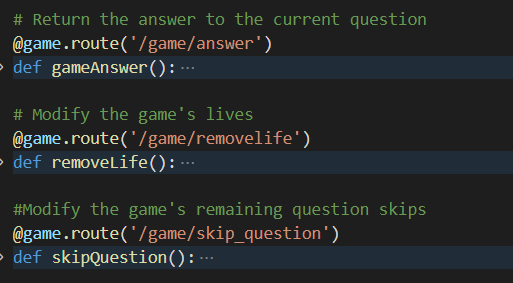 # Return the answer to the current question
@game.route('/game/answer')
def gameAnswer():···
# Modify the game's lives
@game.route('/game/removelife')
def removeLife():···
#Modify the game's remaining question skips
@game.route('/game/skip_question')
def skipQuestion():···